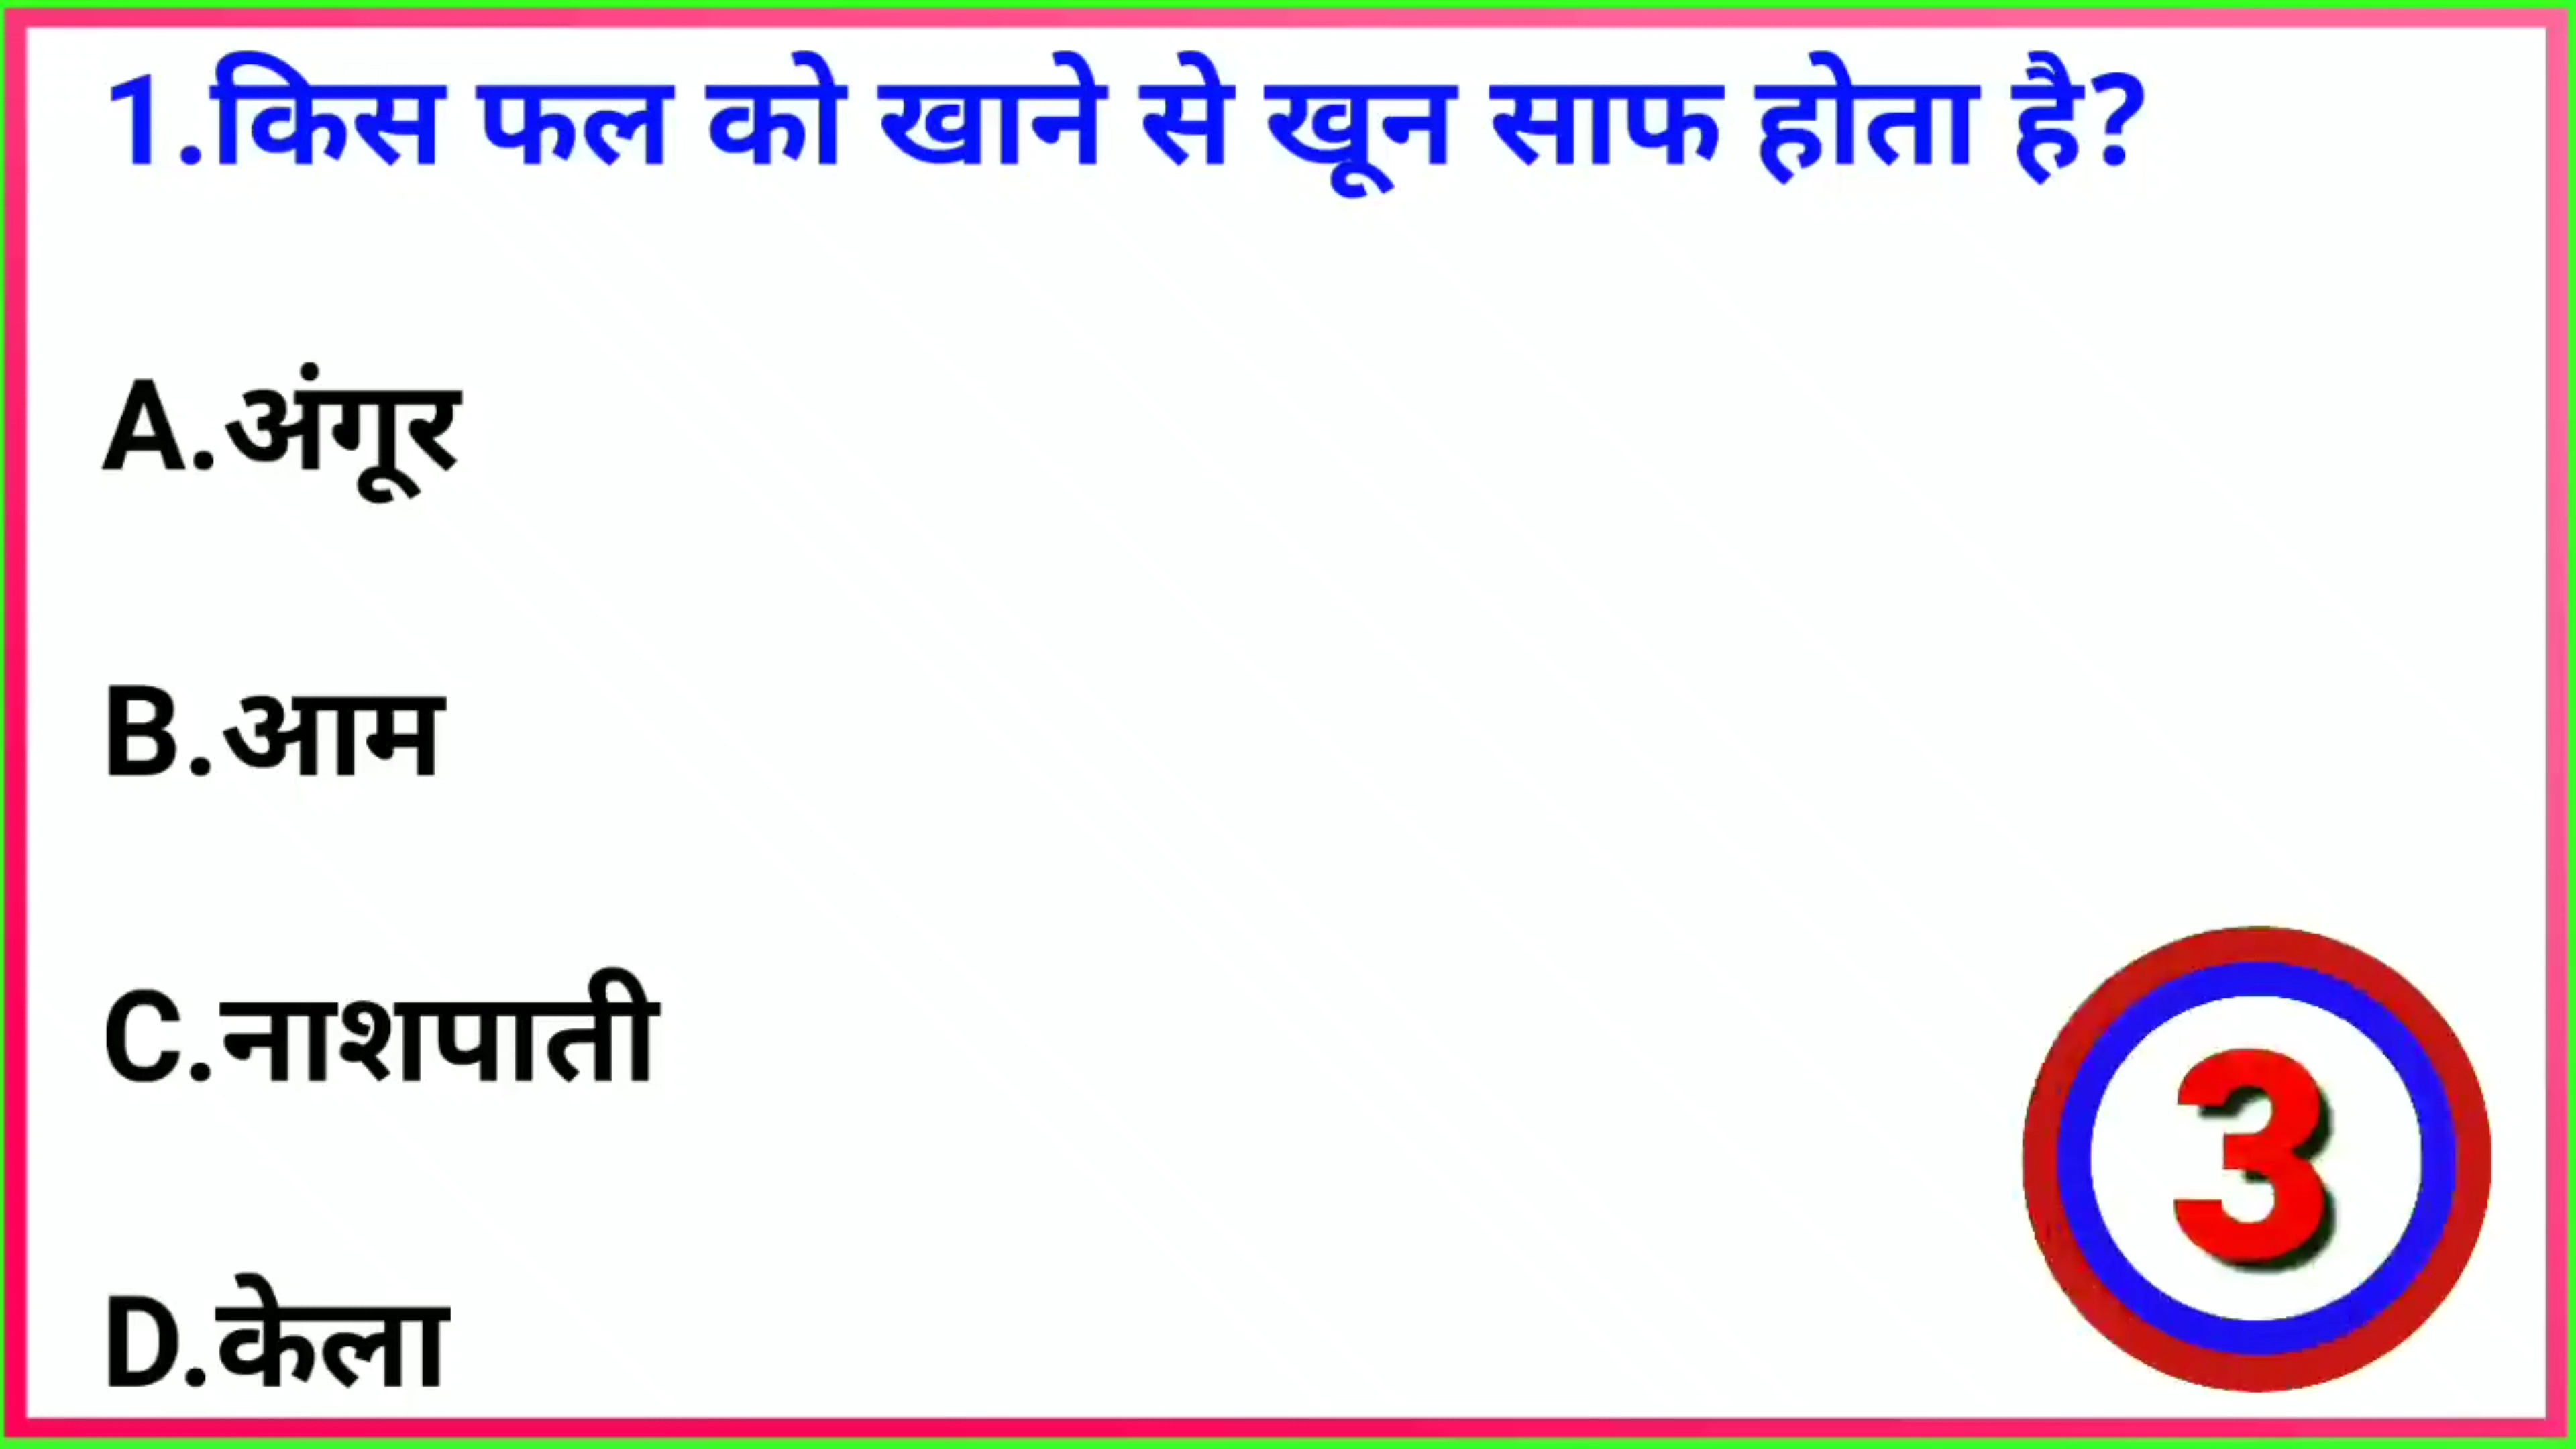 1.किस फल को खाने से खून साफ होता है?
A.अंगूर
B.आम
C.नाशपाती
D.केला
3